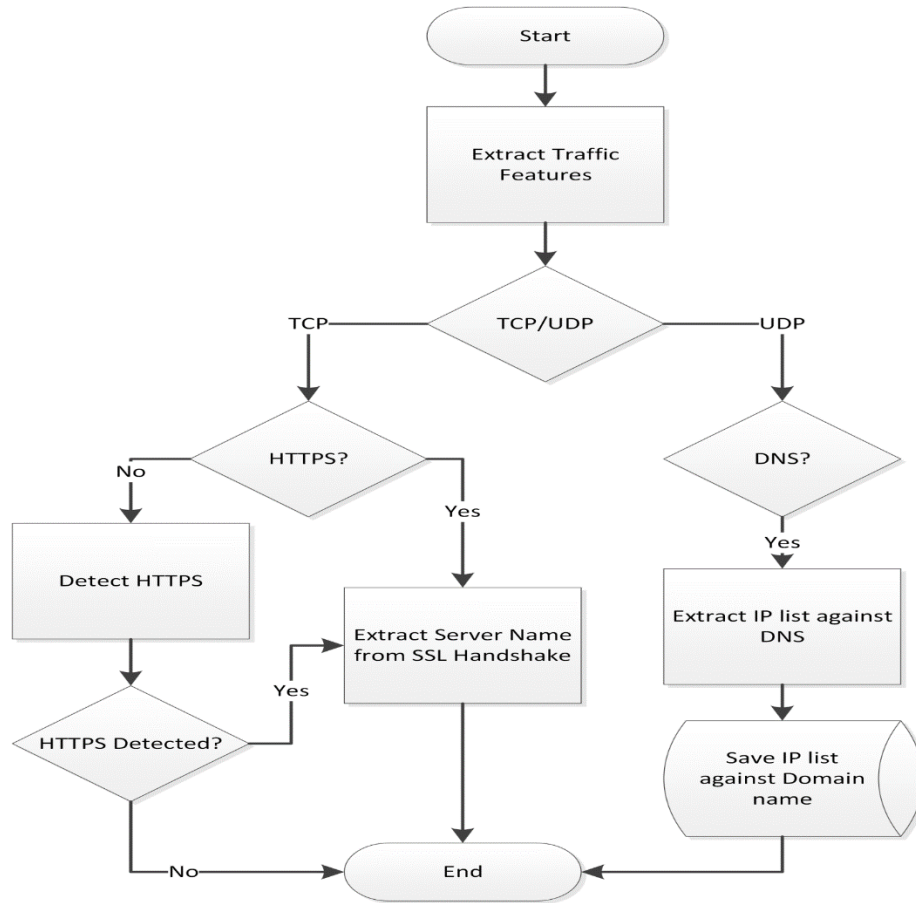 Start
Extract Traffic
Features
TCP/UDP
TCP
UDP
HTTPS?
DNS?
No
Yes
Yes
Detect HTTPS
Extract Server Name
from SSL Handshake
Extract IP list against
DNS
Yes
HTTPS Detected?
Save IP list
against Domain
name
No
End